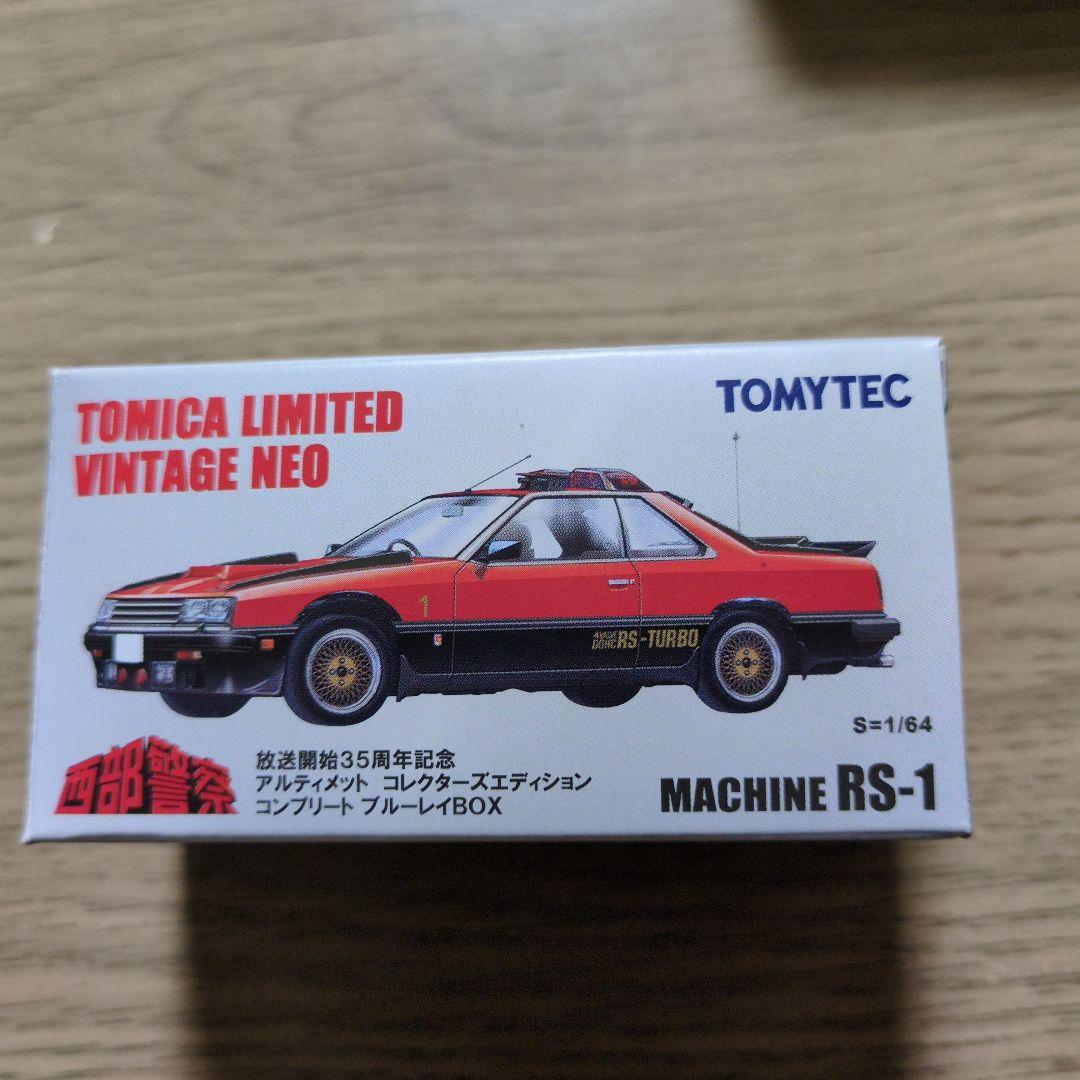 TOMICA LIMITED
VINTAGE NEO
TOMYTEC
1
4VALVE
DOHC RS-TURBO
S=1/64
西部警察
放送開始35周年記念
アルティメット コレクターズエディション
コンプリート ブルーレイBOX
MACHINE RS-1